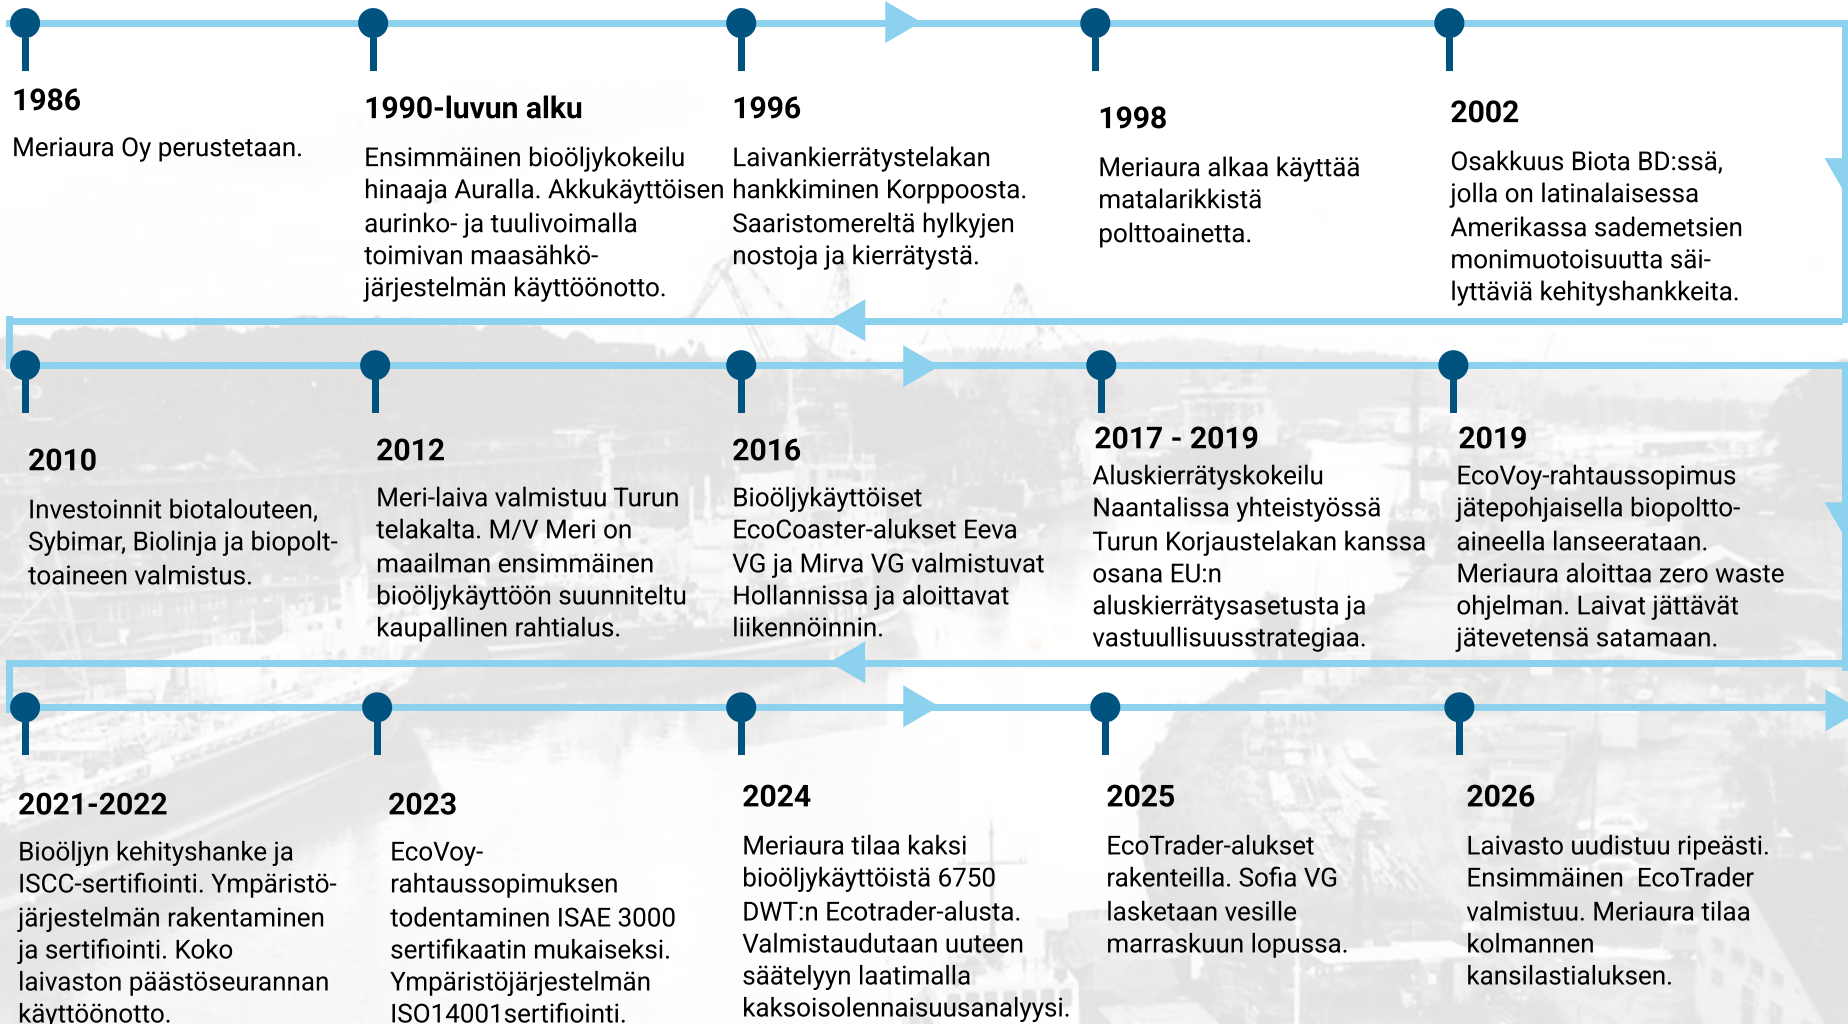 1986
Meriaura Oy perustetaan.
1990-luvun alku
Ensimmäinen bioöljykokeilu
hinaaja Auralla. Akkukäyttöisen
aurinko- ja tuulivoimalla
toimivan maasähkö-
järjestelmän käyttöönotto.
1996
Laivankierrätystelakan
hankkiminen Korppoosta.
Saaristomereltä hylkyjen
nostoja ja kierrätystä.
1998
Meriaura alkaa käyttää
matalarikkistä
polttoainetta.
2002
Osakkuus Biota BD:ssä,
jolla on latinalaisessa
Amerikassa sademetsien
monimuotoisuutta säi-
lyttäviä kehityshankkeita.
2010
Investoinnit biotalouteen,
Sybimar, Biolinja ja biopolt-
toaineen valmistus.
2012
Meri-laiva valmistuu Turun
telakalta. M/V Meri on
maailman ensimmäinen
bioöljykäyttöön suunniteltu
kaupallinen rahtialus.
2016
Bioöljykäyttöiset
EcoCoaster-alukset Eeva
VG ja Mirva VG valmistuvat
Hollannissa ja aloittavat
liikennöinnin.
2017 - 2019
Aluskierrätyskokeilu
Naantalissa yhteistyössä
Turun Korjaustelakan kanssa
osana EU:n
aluskierrätysasetusta ja
vastuullisuusstrategiaa.
2019
EcoVoy-rahtaussopimus
jätepohjaisella biopoltto-
aineella lanseerataan.
Meriaura aloittaa zero waste
ohjelman. Laivat jättävät
jätevetensä satamaan.
2021-2022
Bioöljyn kehityshanke ja
ISCC-sertifiointi. Ympäristö-
järjestelmän rakentaminen
ja sertifiointi. Koko
laivaston päästöseurannan
käyttöönotto.
2023
EcoVoy-
rahtaussopimuksen
todentaminen ISAE 3000
sertifikaatin mukaiseksi.
Ympäristöjärjestelmän
ISO14001sertifiointi.
2024
Meriaura tilaa kaksi
bioöljykäyttöistä 6750
DWT:n Ecotrader-alusta.
Valmistaudutaan uuteen
säätelyyn laatimalla
kaksoisolennaisuusanalyysi.
2025
EcoTrader-alukset
rakenteilla. Sofia VG
lasketaan vesille
marraskuun lopussa.
2026
Laivasto uudistuu ripeästi.
Ensimmäinen  EcoTrader
valmistuu. Meriaura tilaa
kolmannen
kansilastialuksen.